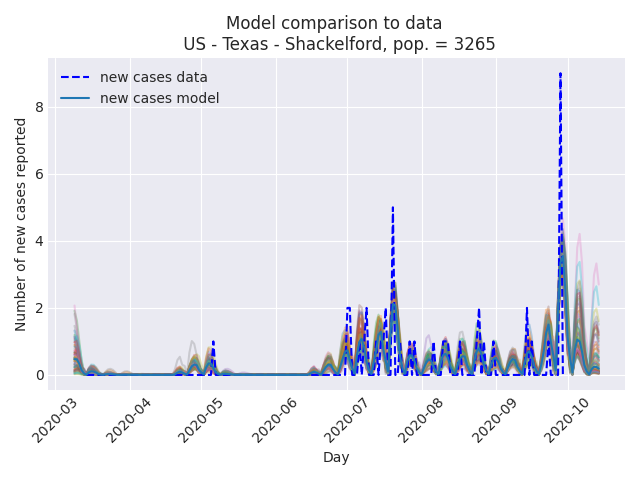 Model comparison to data
US - Texas - Shackelford, pop. = 3265
new cases data
new cases model
Number of new cases reported
8
6
4
2
0
2020-03
2020-04
2020-05
2020-06
2020-07
2020-08
2020-09
2020-10
Day